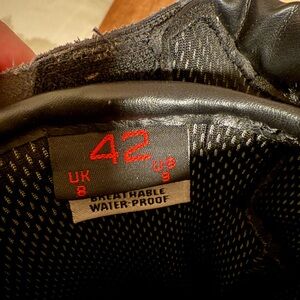 42
UK US
8 9
BREATHABLE
WATER-PROOF